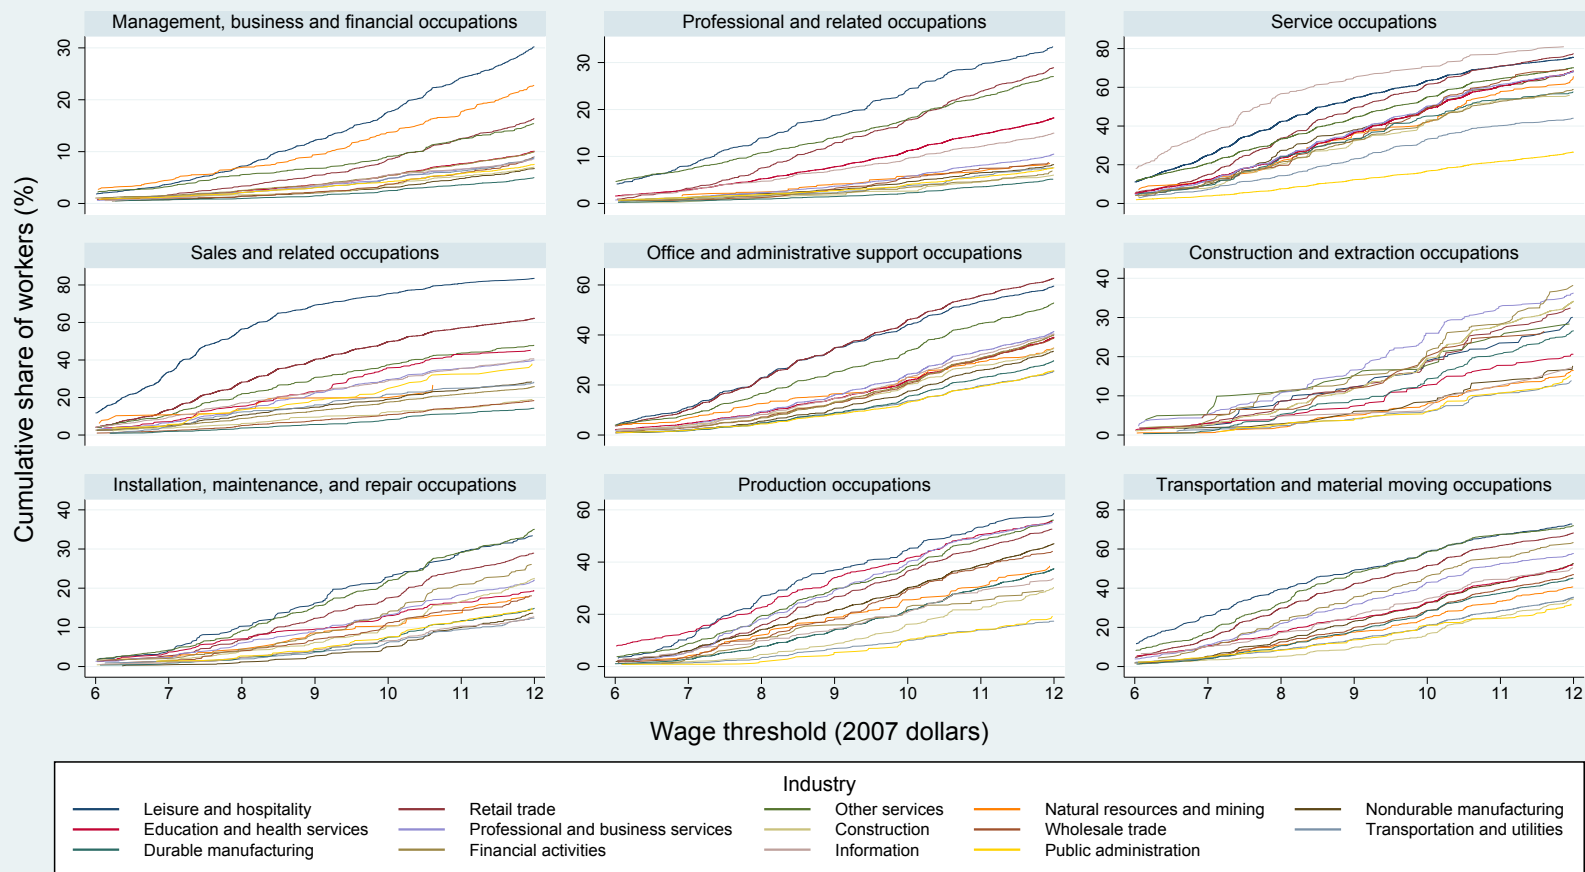 Management, business and financial occupations
Professional and related occupations
Service occupations
30
20
10
0
30
20
10
0
80
60
40
20
0
Sales and related occupations
Office and administrative support occupations
Construction and extraction occupations
80
60
40
20
0
60
40
20
0
40
30
20
10
0
Installation, maintenance, and repair occupations
Production occupations
Transportation and material moving occupations
40
30
20
10
0
60
40
20
0
80
60
40
20
0
6 7 8 9 10 11 12
6 7 8 9 10 11 12
6 7 8 9 10 11 12
Cumulative share of workers (%)
Wage threshold (2007 dollars)
Industry
Leisure and hospitality Retail trade Other services Natural resources and mining Nondurable manufacturing
Education and health services Professional and business services Construction Wholesale trade Transportation and utilities
Durable manufacturing Financial activities Information Public administration